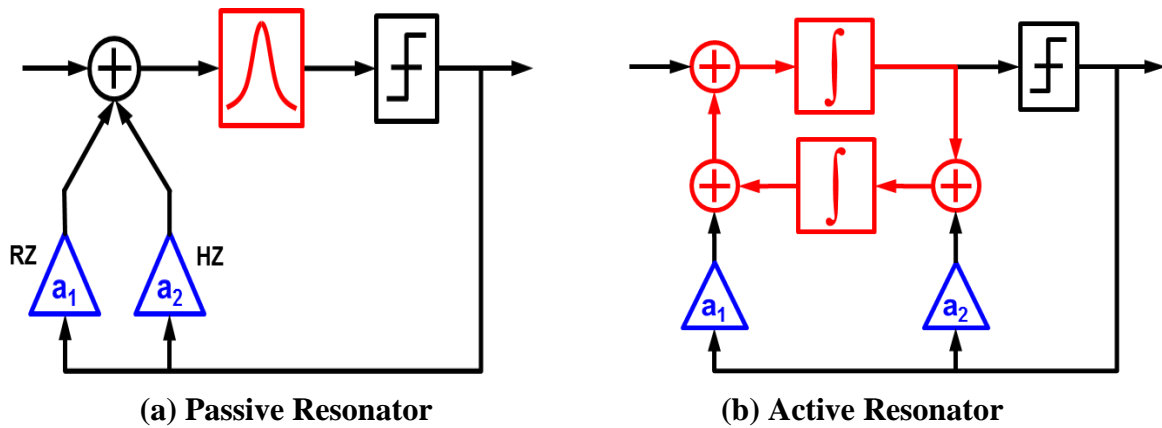 RZ
HZ
a₁
a₂
a₁
a₂
(a) Passive Resonator
(b) Active Resonator